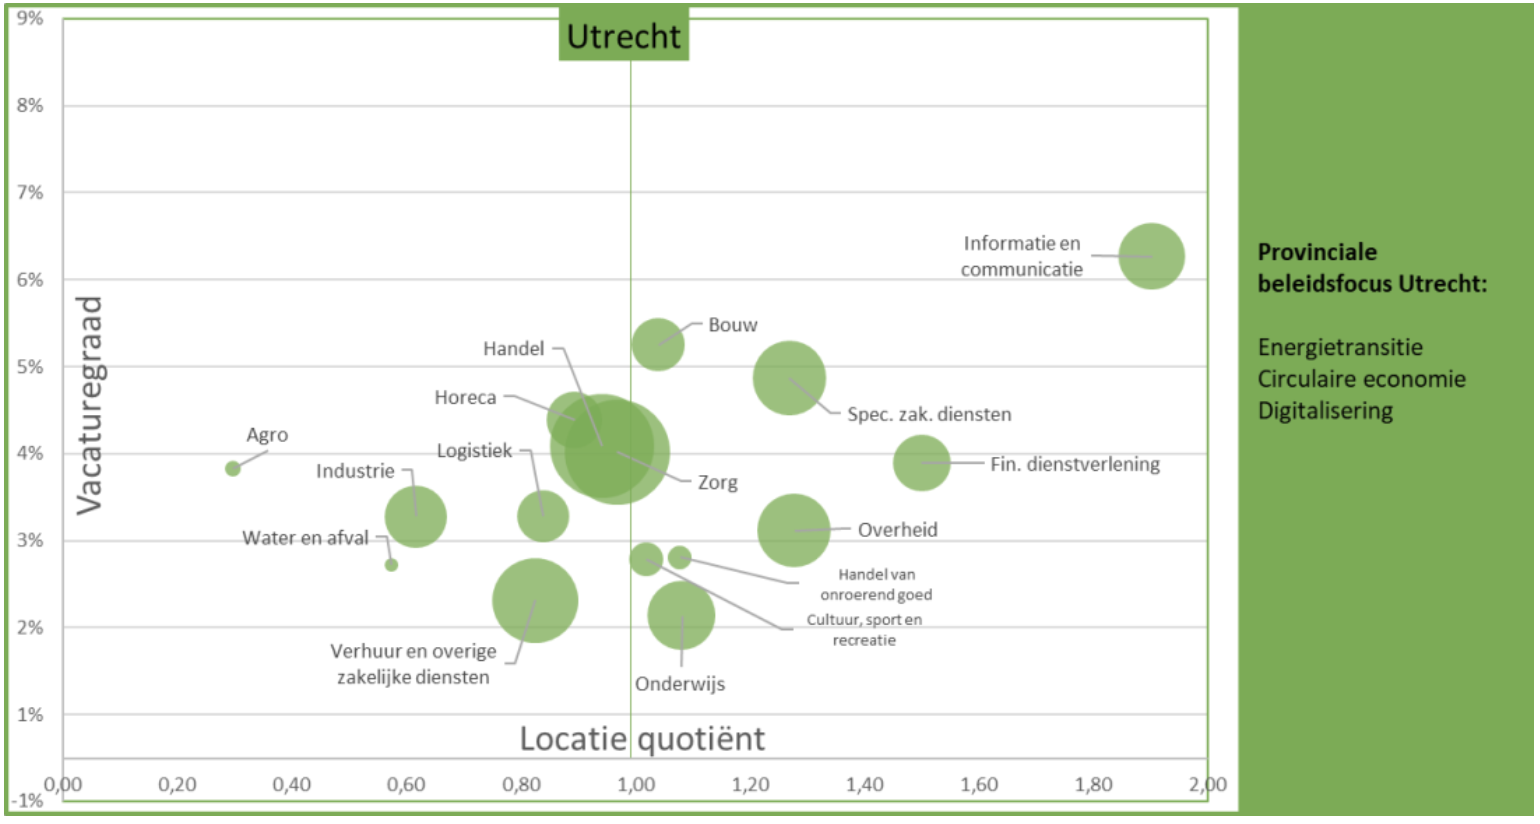 Utrecht
9%
8%
7%
6%
5%
4%
3%
2%
1%
-1%
Vacaturegraad
Informatie en
communicatie
Bouw
Handel
Horeca
Spec. zak. diensten
Agro
Logistiek
Industrie
Fin. dienstverlening
Zorg
Water en afval
Overheid
Handel van
onroerend goed
Cultuur, sport en
recreatie
Verhuur en overige
zakelijke diensten
Onderwijs
Locatie quotiënt
0,00
0,20
0,40
0,60
0,80
1,00
1,20
1,40
1,60
1,80
2,00
Provinciale
beleidsfocus Utrecht:
Energietransitie
Circulaire economie
Digitalisering